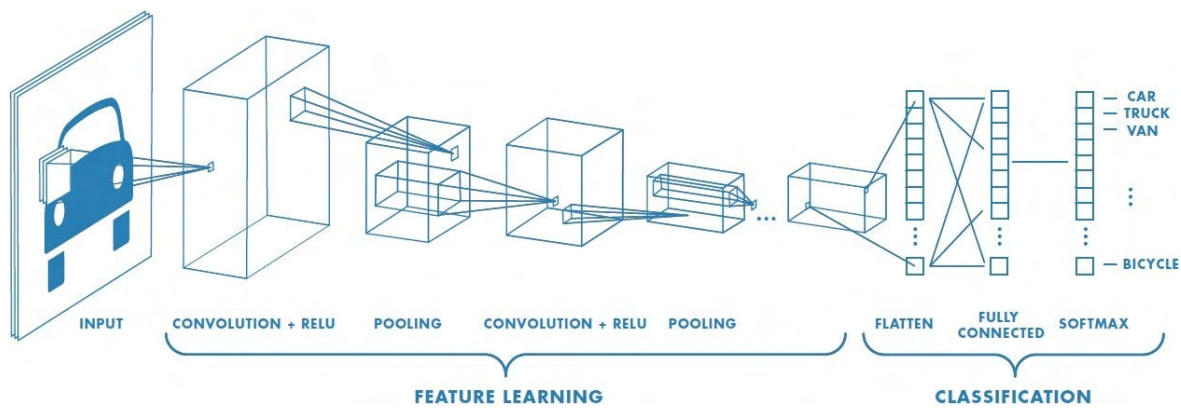 CAR
TRUCK
VAN
BICYCLE
INPUT
CONVOLUTION + RELU
POOLING
CONVOLUTION + RELU
POOLING
FLATTEN
FULLY
CONNECTED
SOFTMAX
FEATURE LEARNING
CLASSIFICATION